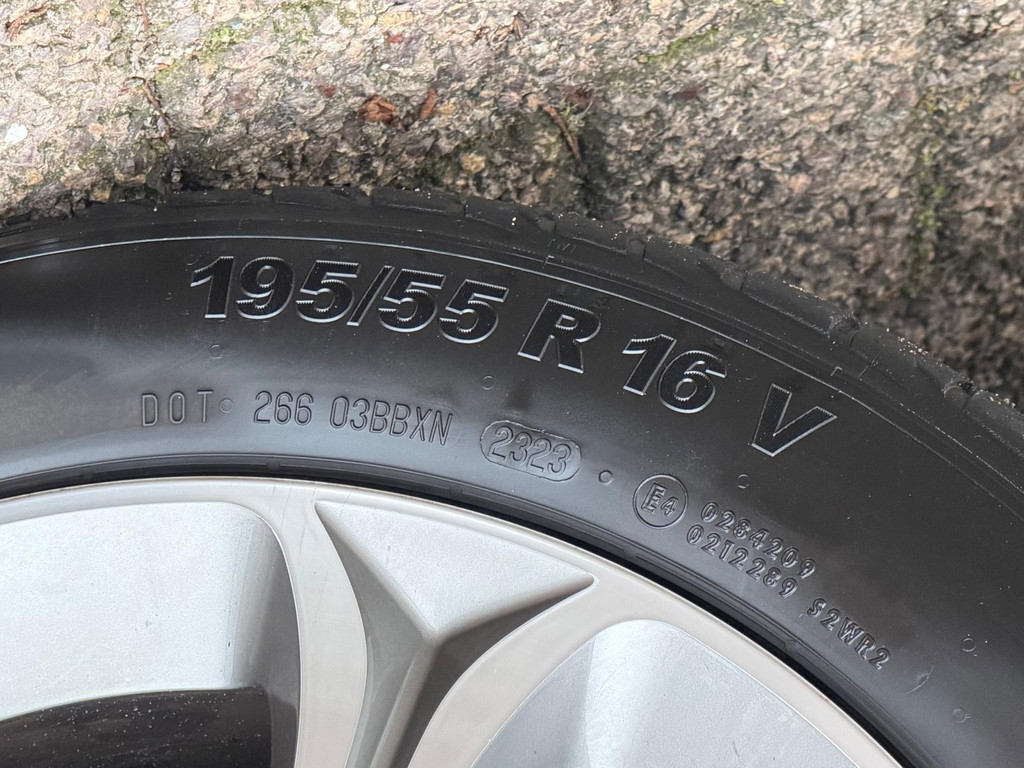 195/55 R 16 V
DOT 266 03BBXN 2323
E4 0284209
0212289 S2WR2